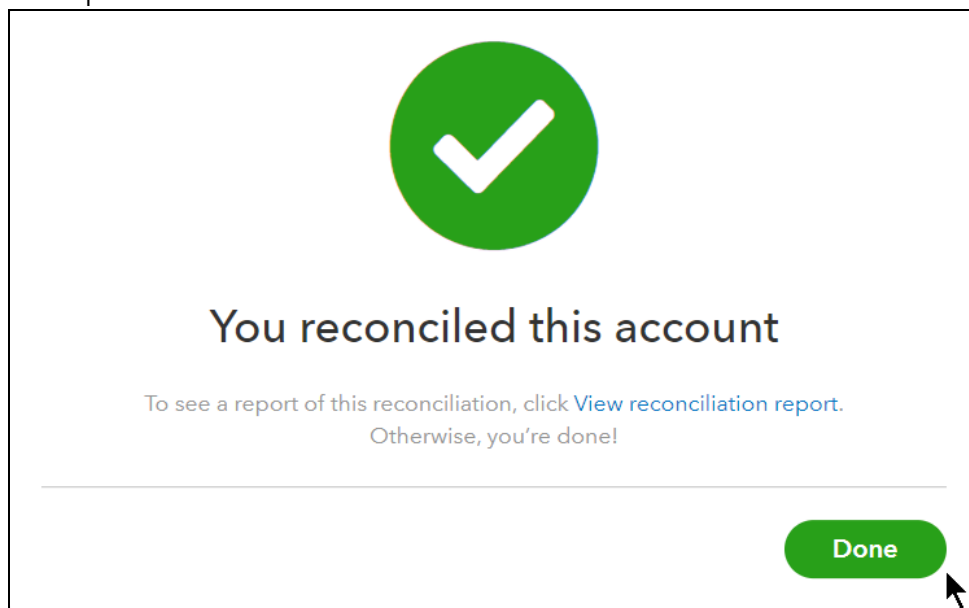 You reconciled this account
To see a report of this reconciliation, click View reconciliation report.
Otherwise, you're done!
Done